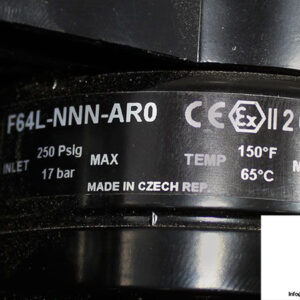 F64L-NNN-AR0 CE Ex II 2
INLET 250 Psig 17 bar MAX TEMP 150°F 65°C M
MADE IN CZECH REP.